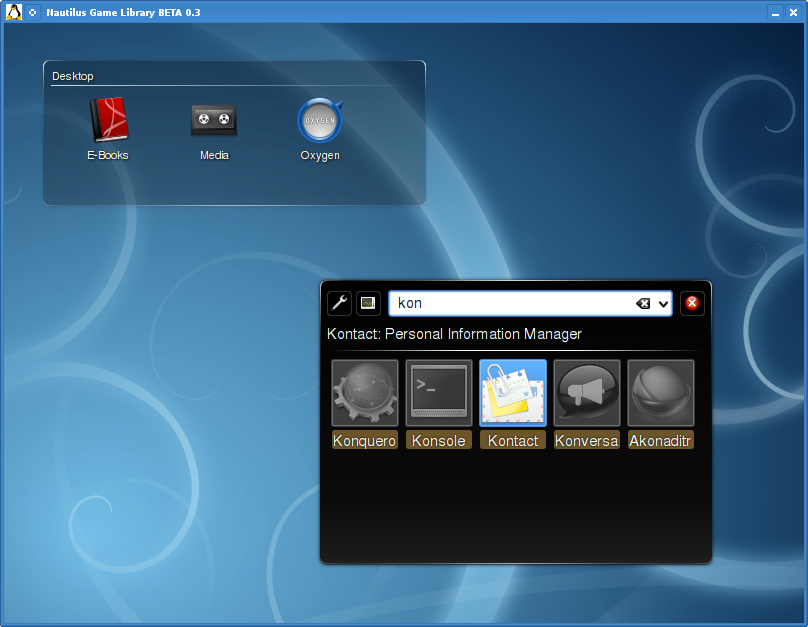 Nautilus Game Library BETA 0.3
Desktop
OXYGEN
E-Books Media Oxygen
kon
Kontact: Personal Information Manager
>_
Konquero Konsole Kontact Konversa Akonaditr